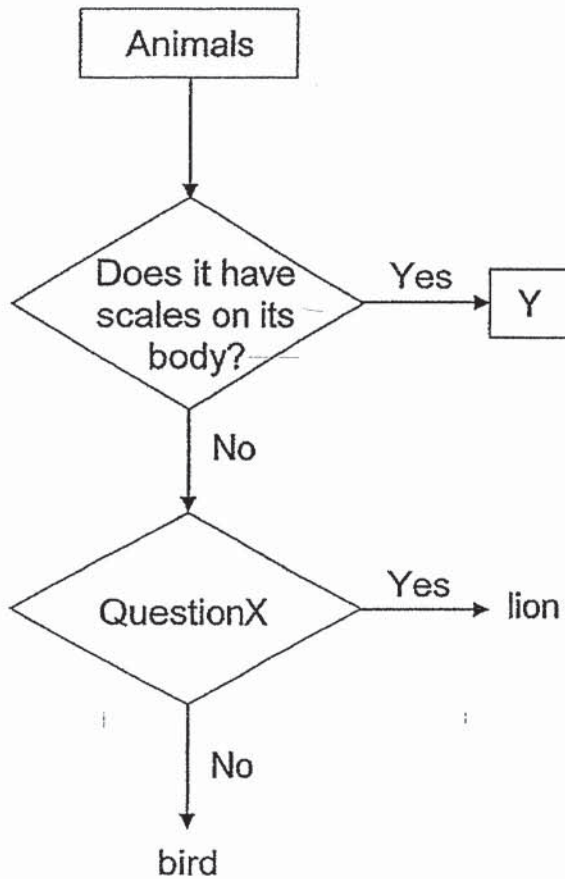 Animals
Does it have
scales on its
body?
Yes
Y
No
QuestionX
Yes
lion
No
bird